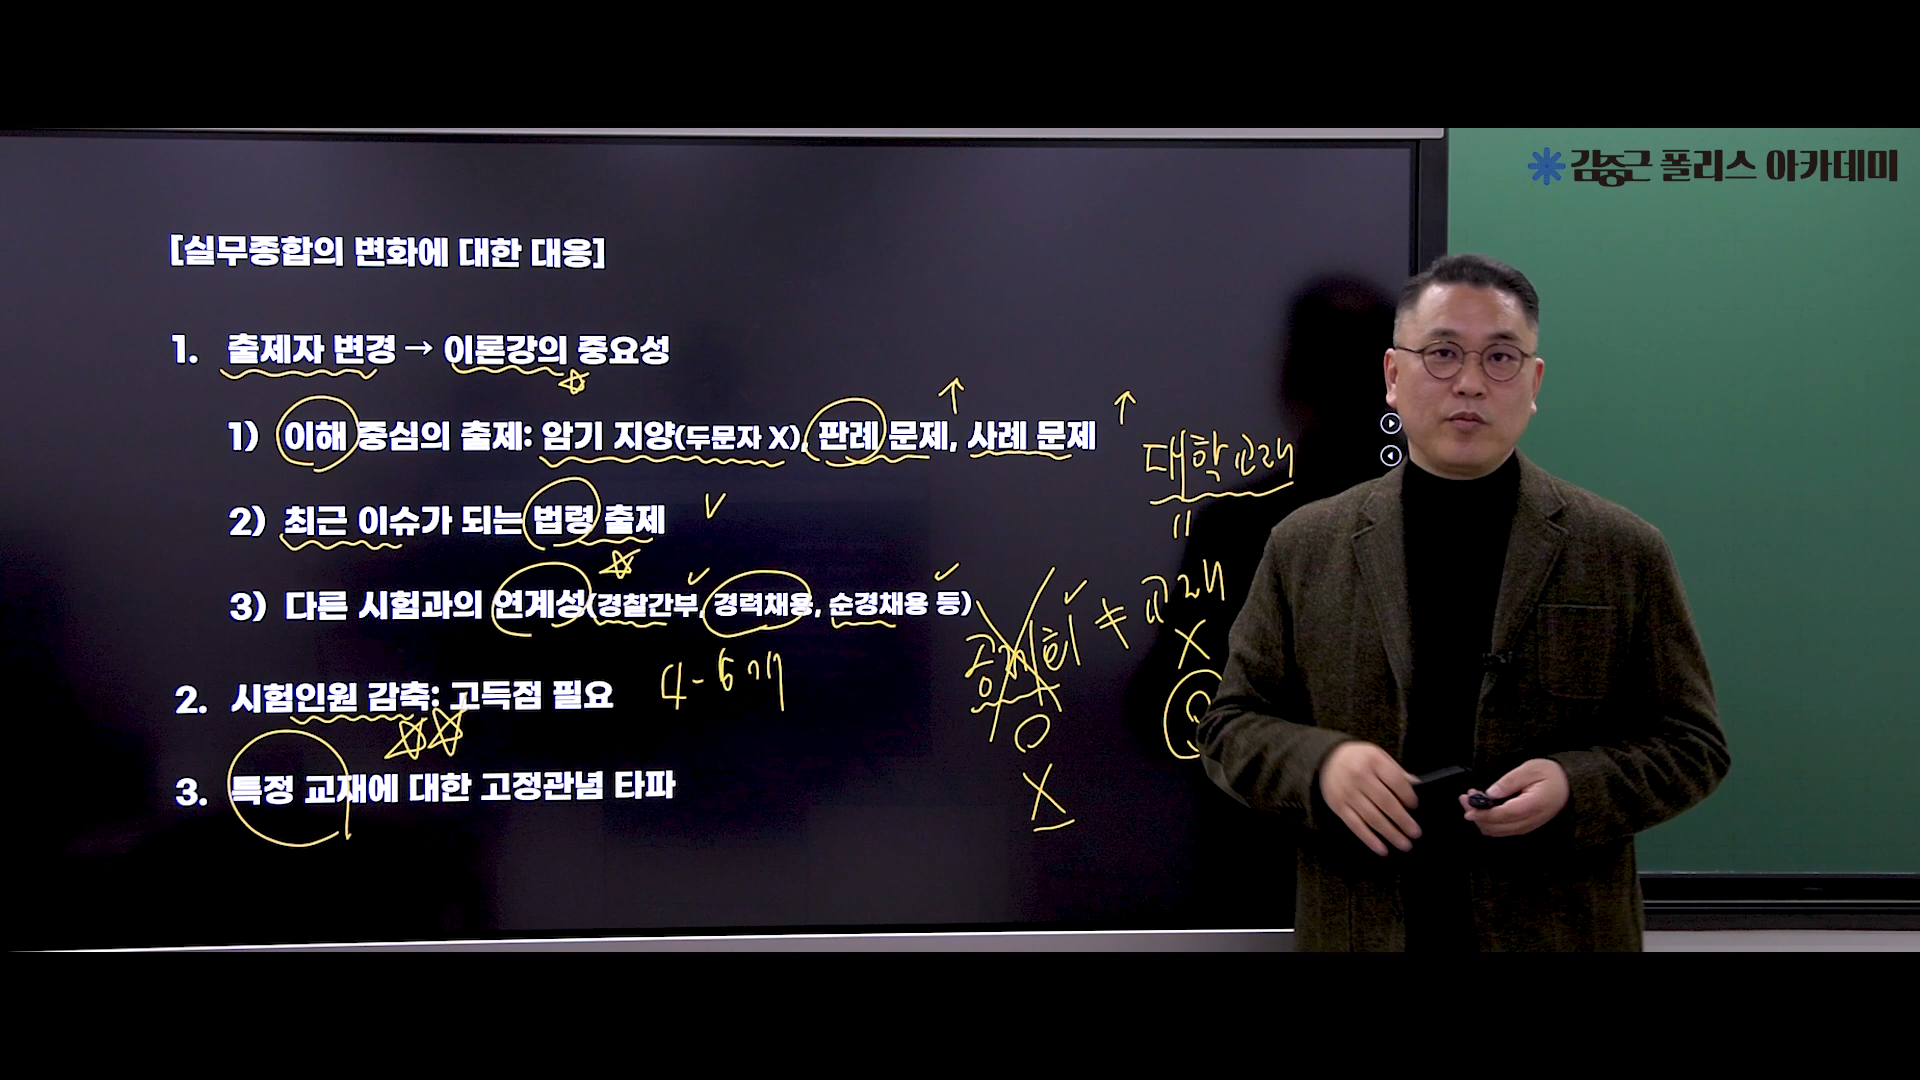 김중근 폴리스 아카데미
[실무종합의 변화에 대한 대응]
1. 출제자 변경 → 이론강의 중요성
1) 이해 중심의 출제: 암기 지양(두문자 X), 판례 문제, 사례 문제
대학교재
2) 최근 이슈가 되는 법령 출제
3) 다른 시험과의 연계성(경찰간부, 경력채용, 순경채용 등)
≠ 교재
X
4-6개
O
X
2. 시험인원 감축: 고득점 필요
3. 특정 교재에 대한 고정관념 타파